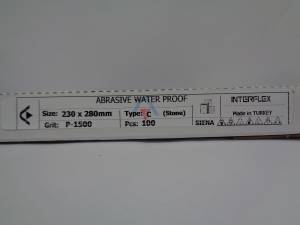 ABRASIVE WATER PROOF
Size: 230 x 280mm Type: C (Stone)
Grit: P-1500 Pcs: 100
SIENA
INTERFLEX
Made in TURKEY